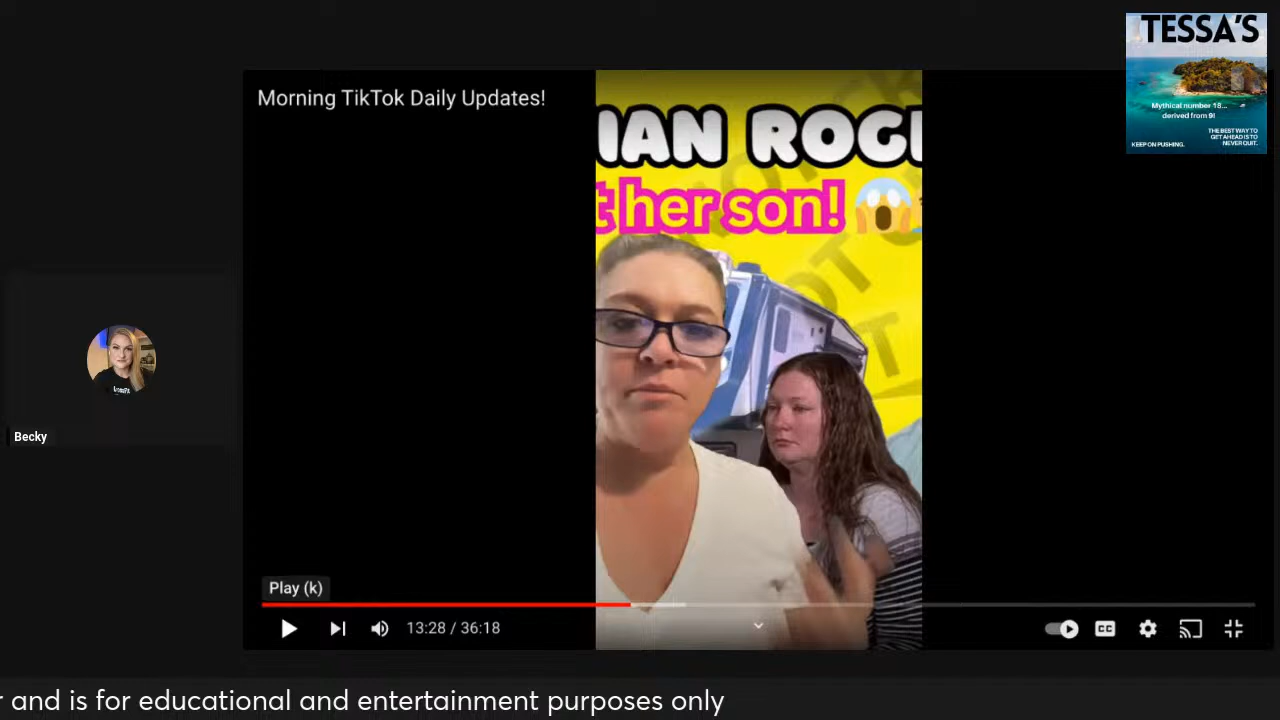 TESSA'S
Mythical number 18...
derived from 9!
THE BEST WAY TO
GET AHEAD IS TO
NEVER QUIT.
KEEP ON PUSHING.
Morning TikTok Daily Updates!
IAN ROG
t her son!
Becky
Play (k)
13:28 / 36:18
CC
r and is for educational and entertainment purposes only